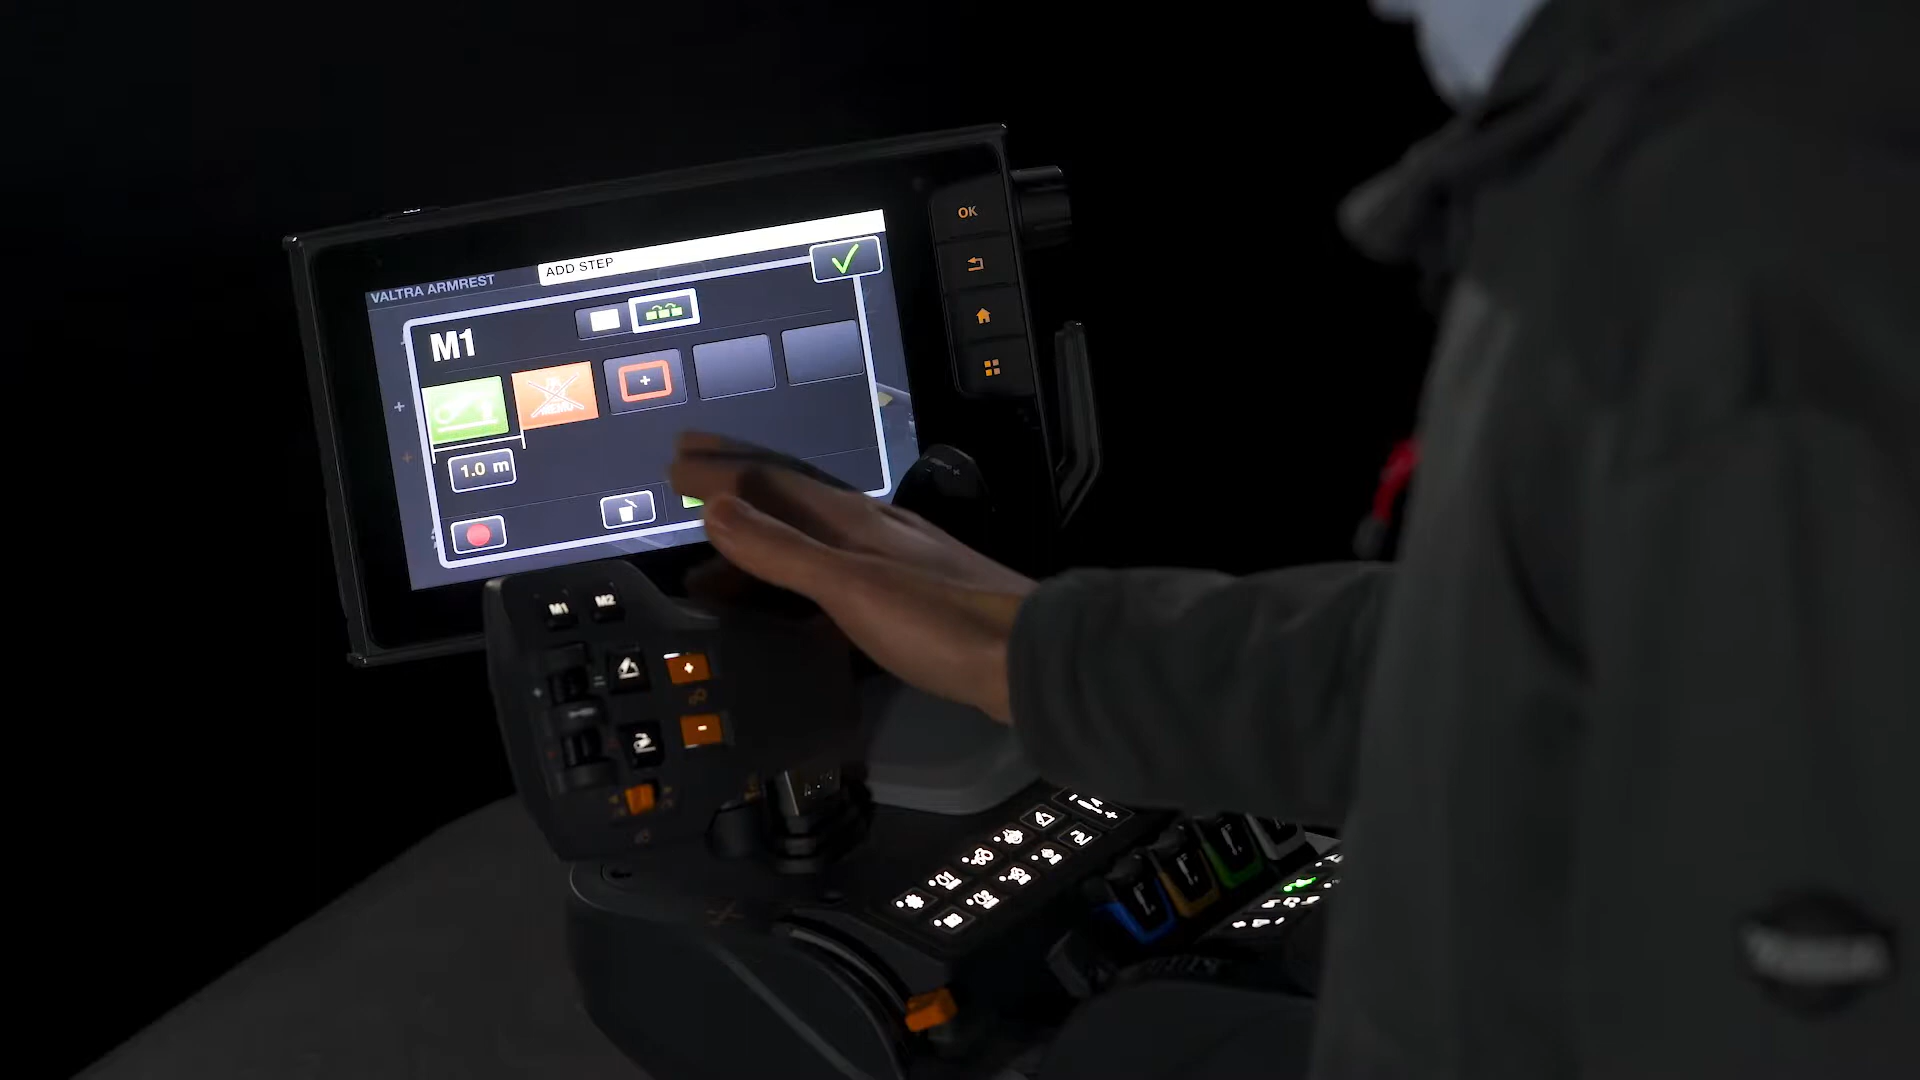 OK
ADD STEP
VALTRA ARMREST
M1
1.0 m
M1
M2